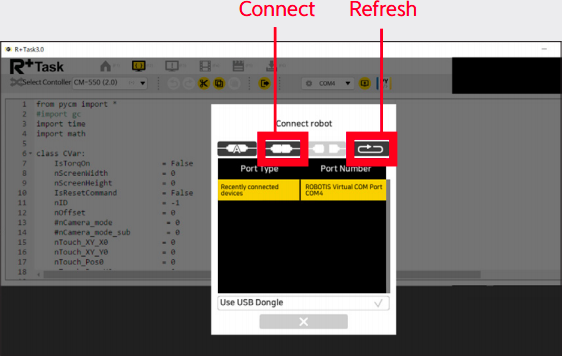 Connect Refresh
R+Task3.0
R+Task
Select Contoller CM-550 (2.0)
COM4
1 from pycm import *
2 #import gc
3 import time
4 import math
5
6 class CVar:
7 IsTorqOn = False
8 nScreenWidth = 0
9 nScreenHeight = 0
10 IsResetCommand = False
11 nID = -1
12 nOffset = 0
13 #nCamera_mode = 0
14 #nCamera_mode_sub = 0
15 nTouch_XY_X0 = 0
16 nTouch_XY_Y0 = 0
17 nTouch_Pos0 = 0
18
Connect robot
A
Port Type Port Number
Recently connected devices
ROBOTIS Virtual COM Port
COM4
Use USB Dongle